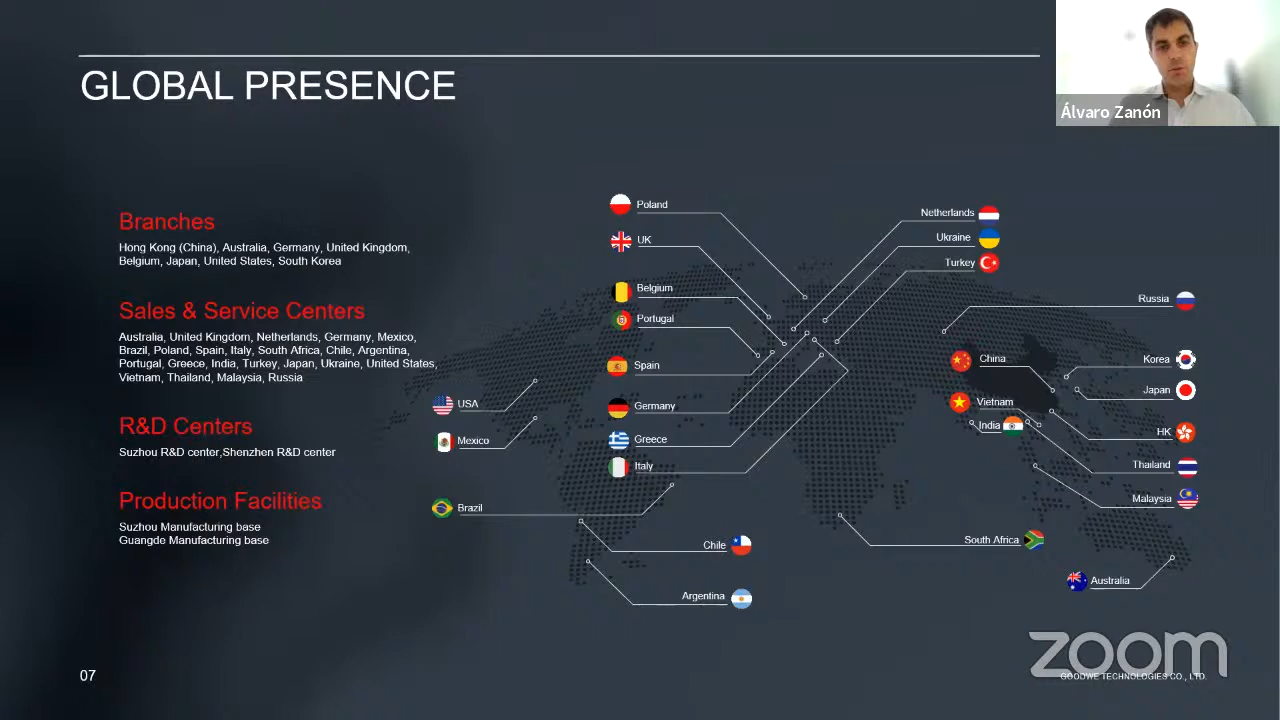 GLOBAL PRESENCE
Álvaro Zanón
Branches
Hong Kong (China), Australia, Germany, United Kingdom,
Belgium, Japan, United States, South Korea
Sales & Service Centers
Australia, United Kingdom, Netherlands, Germany, Mexico,
Brazil, Poland, Spain, Italy, South Africa, Chile, Argentina,
Portugal, Greece, India, Turkey, Japan, Ukraine, United States,
Vietnam, Thailand, Malaysia, Russia
R&D Centers
Suzhou R&D center,Shenzhen R&D center
Production Facilities
Suzhou Manufacturing base
Guangde Manufacturing base
Poland
UK
Belgium
Portugal
Spain
Germany
Greece
Italy
USA
Mexico
Brazil
Chile
Argentina
Netherlands
Ukraine
Turkey
Russia
China
Vietnam
India
Korea
Japan
HK
Thailand
Malaysia
South Africa
Australia
07
zoom
GOODWE TECHNOLOGIES CO., LTD.